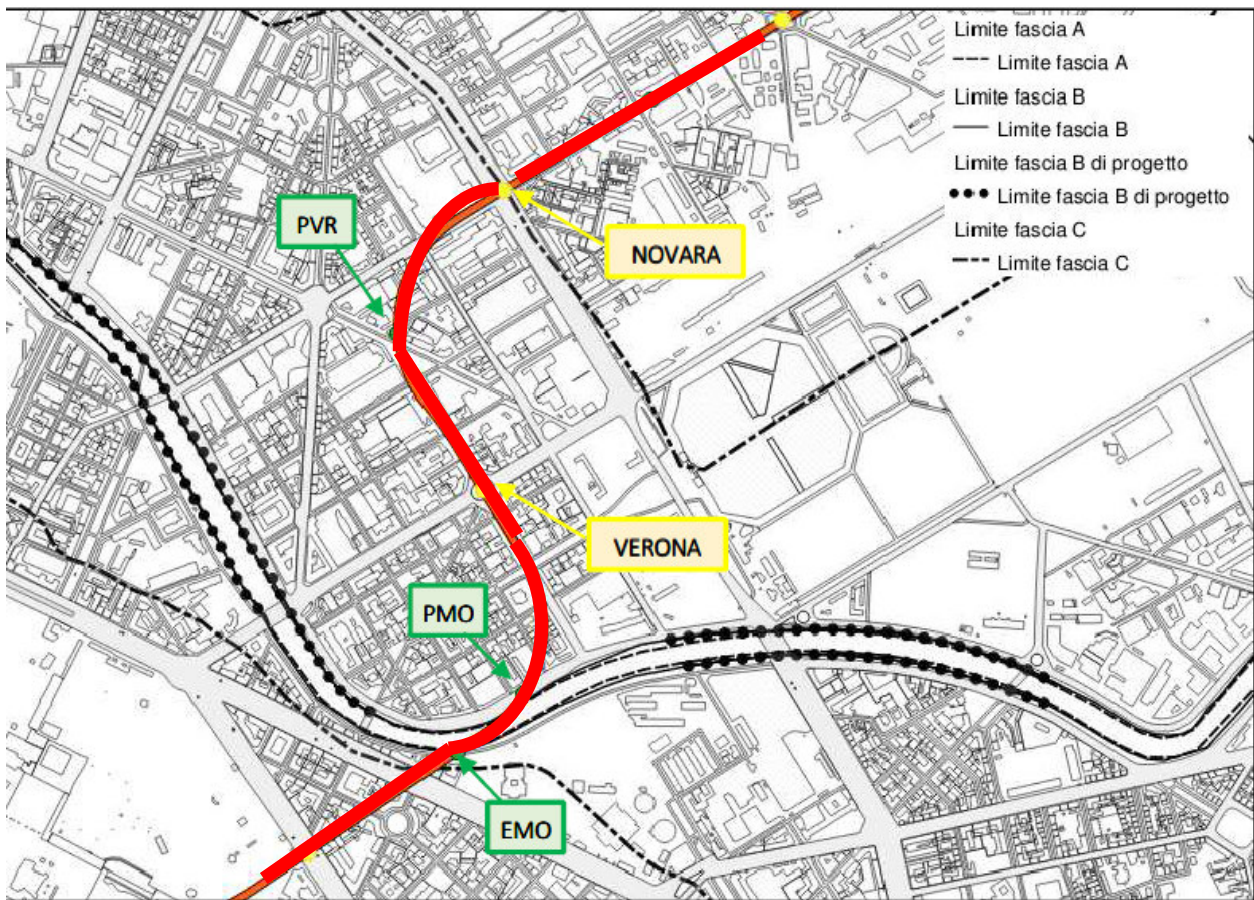 Limite fascia A
Limite fascia A
Limite fascia B
Limite fascia B
Limite fascia B di progetto
Limite fascia B di progetto
Limite fascia C
Limite fascia C
PVR
NOVARA
VERONA
PMO
EMO